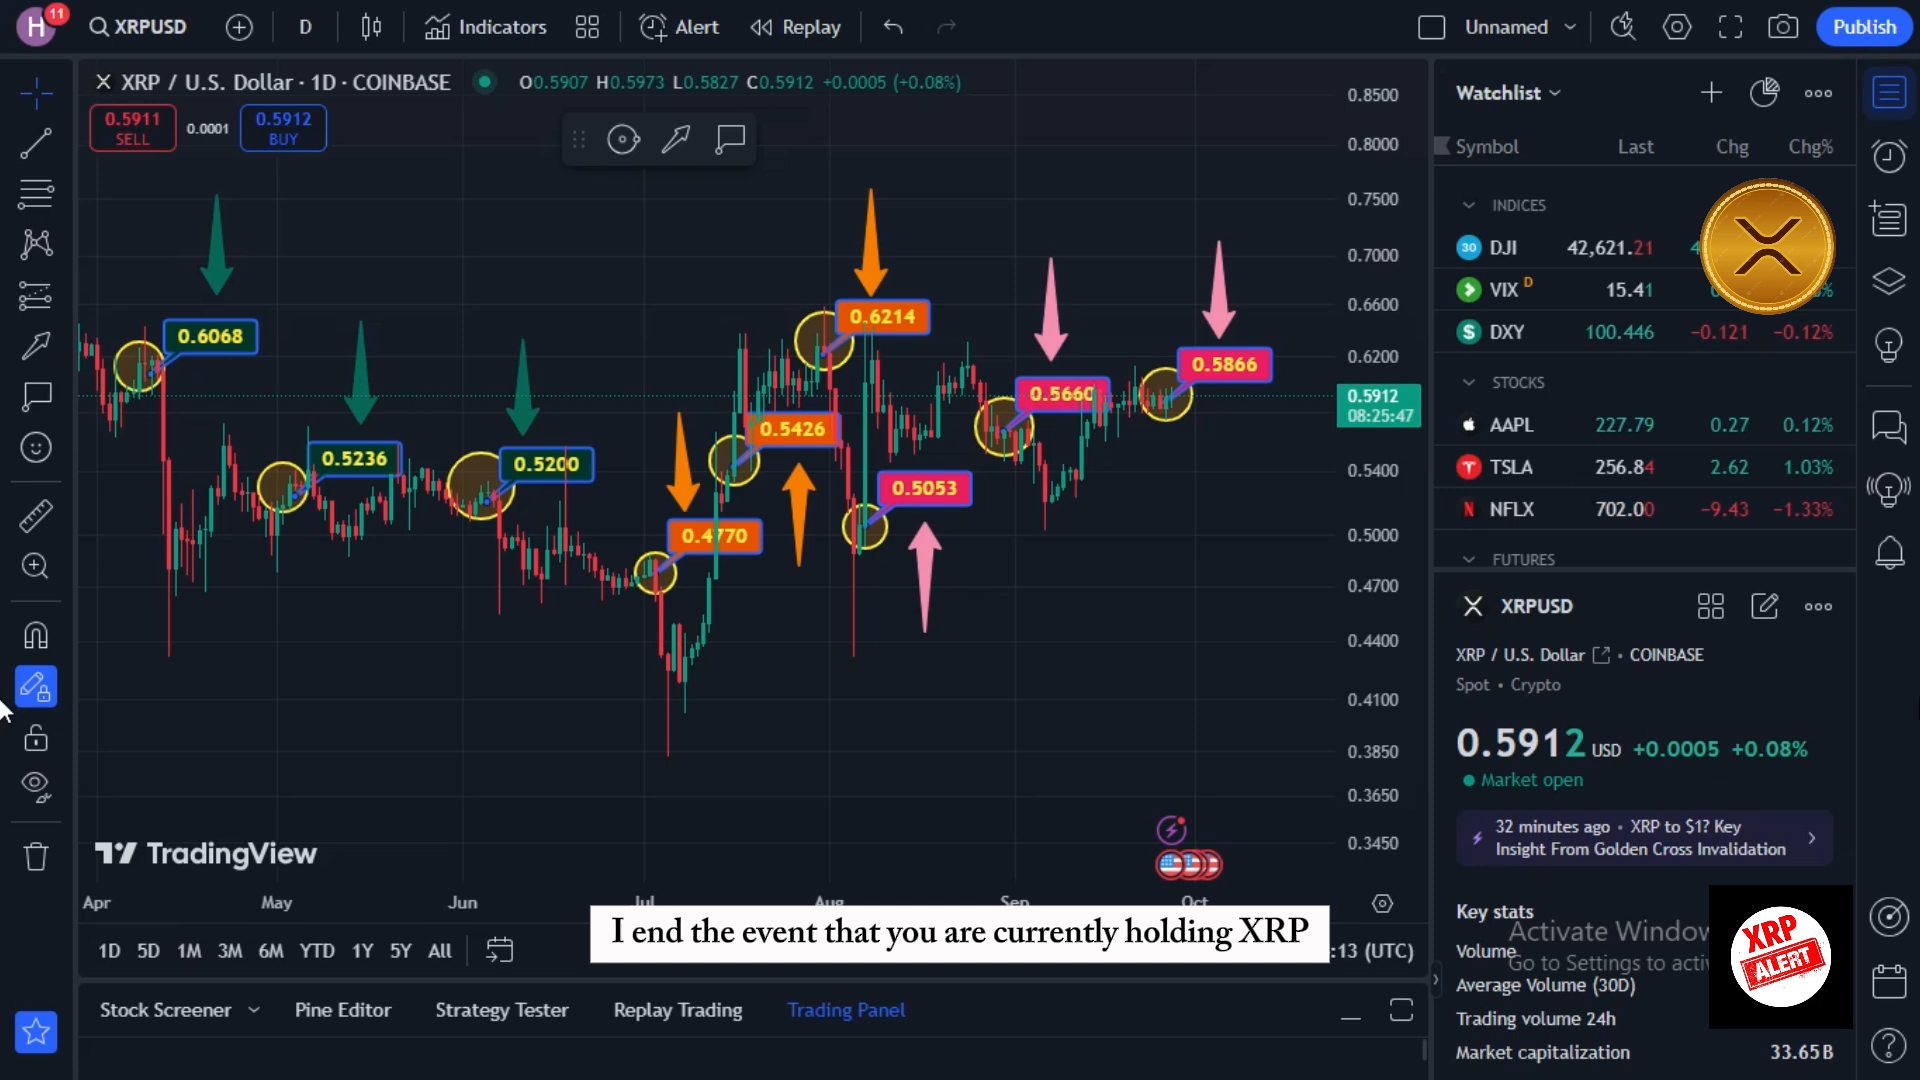 H 11 XRPUSD D Indicators Alert Replay Unnamed Publish
XRP / U.S. Dollar · 1D · COINBASE O0.5907 H0.5973 L0.5827 C0.5912 +0.0005 (+0.08%)
0.5911 SELL 0.0001 0.5912 BUY
0.8500
0.8000
0.7500
0.7000
0.6600
0.6200
0.5912
08:25:47
0.5400
0.5000
0.4700
0.4400
0.4100
0.3850
0.3650
0.3450
0.6068
0.5236
0.5200
0.4770
0.5426
0.6214
0.5053
0.5660
0.5866
TradingView
Apr May Jun Jul Aug Sep Oct
I end the event that you are currently holding XRP
1D 5D 1M 3M 6M YTD 1Y 5Y All :13 (UTC)
Stock Screener Pine Editor Strategy Tester Replay Trading Trading Panel
Watchlist
Symbol Last Chg Chg%
INDICES
30 DJI 42,621.21
VIX D 15.41
DXY 100.446 −0.121 −0.12%
STOCKS
AAPL 227.79 0.27 0.12%
TSLA 256.84 2.62 1.03%
NFLX 702.00 −9.43 −1.33%
FUTURES
XRPUSD
XRP / U.S. Dollar • COINBASE
Spot • Crypto
0.5912 USD +0.0005 +0.08%
Market open
32 minutes ago • XRP to $1? Key
Insight From Golden Cross Invalidation
Key stats
Activate Window
Volume
Go to Settings to acti
Average Volume (30D)
Trading volume 24h
Market capitalization 33.65B
XRP
ALERT